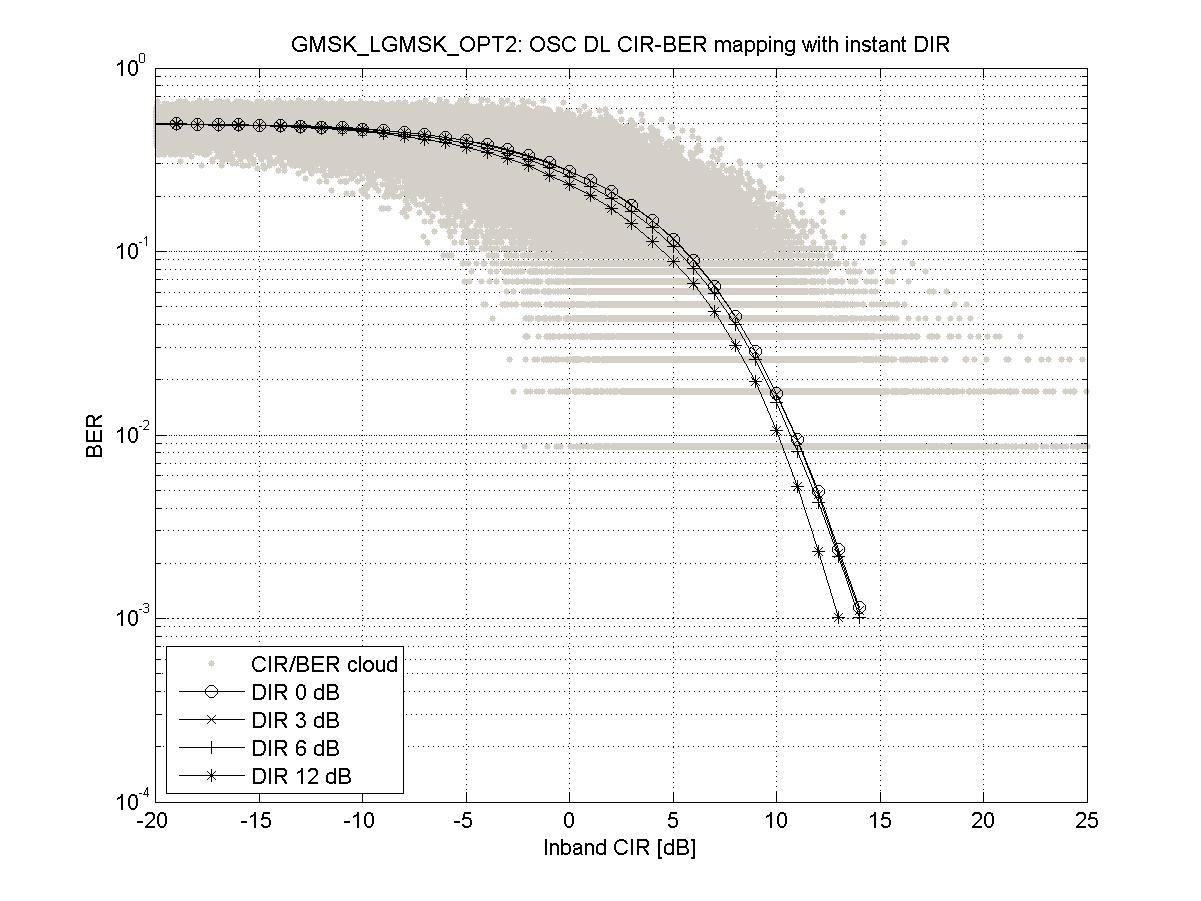 GMSK_LGMSK_OPT2: OSC DL CIR-BER mapping with instant DIR
10^0
10^-1
10^-2
10^-3
10^-4
BER
CIR/BER cloud
DIR 0 dB
DIR 3 dB
DIR 6 dB
DIR 12 dB
-20 -15 -10 -5 0 5 10 15 20 25
Inband CIR [dB]